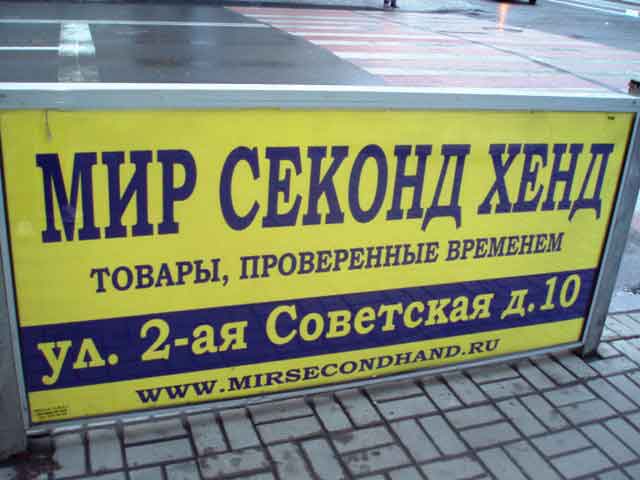 МИР СЕКОНД ХЕНД
ТОВАРЫ, ПРОВЕРЕННЫЕ ВРЕМЕНЕМ
ул. 2-ая Советская д.10
WWW.MIRSECONDHAND.RU